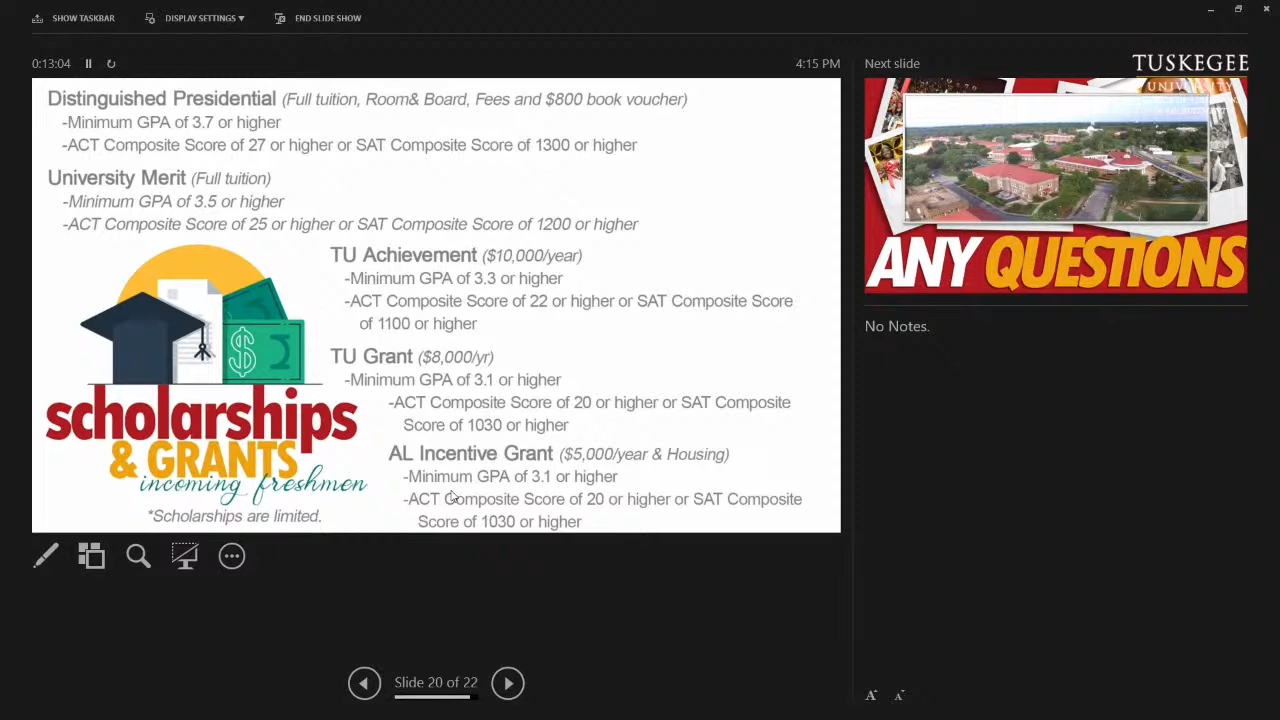 SHOW TASKBAR
DISPLAY SETTINGS ▾
END SLIDE SHOW
0:13:04
4:15 PM
Distinguished Presidential (Full tuition, Room& Board, Fees and $800 book voucher)
-Minimum GPA of 3.7 or higher
-ACT Composite Score of 27 or higher or SAT Composite Score of 1300 or higher
University Merit (Full tuition)
-Minimum GPA of 3.5 or higher
-ACT Composite Score of 25 or higher or SAT Composite Score of 1200 or higher
TU Achievement ($10,000/year)
-Minimum GPA of 3.3 or higher
-ACT Composite Score of 22 or higher or SAT Composite Score
of 1100 or higher
TU Grant ($8,000/yr)
-Minimum GPA of 3.1 or higher
-ACT Composite Score of 20 or higher or SAT Composite
Score of 1030 or higher
AL Incentive Grant ($5,000/year & Housing)
-Minimum GPA of 3.1 or higher
-ACT Composite Score of 20 or higher or SAT Composite
Score of 1030 or higher
$
scholarships
& GRANTS
incoming freshmen
*Scholarships are limited.
Slide 20 of 22
Next slide
TUSKEGEE
UNIVERSITY
ANY QUESTIONS
No Notes.
A
A